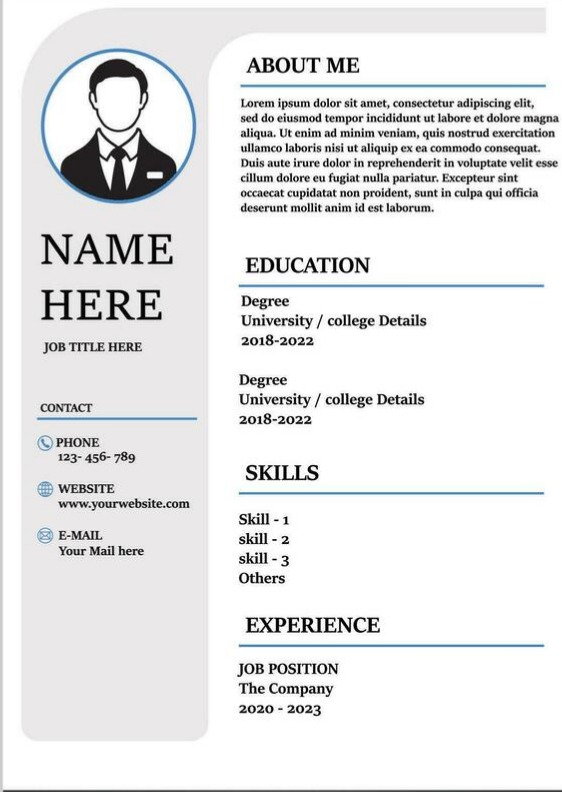 NAME
HERE
JOB TITLE HERE
CONTACT
PHONE
123- 456- 789
WEBSITE
www.yourwebsite.com
E-MAIL
Your Mail here
ABOUT ME
Lorem ipsum dolor sit amet, consectetur adipiscing elit,
sed do eiusmod tempor incididunt ut labore et dolore magna
aliqua. Ut enim ad minim veniam, quis nostrud exercitation
ullamco laboris nisi ut aliquip ex ea commodo consequat.
Duis aute irure dolor in reprehenderit in voluptate velit esse
cillum dolore eu fugiat nulla pariatur. Excepteur sint
occaecat cupidatat non proident, sunt in culpa qui officia
deserunt mollit anim id est laborum.
EDUCATION
Degree
University / college Details
2018-2022
Degree
University / college Details
2018-2022
SKILLS
Skill - 1
skill - 2
skill - 3
Others
EXPERIENCE
JOB POSITION
The Company
2020 - 2023